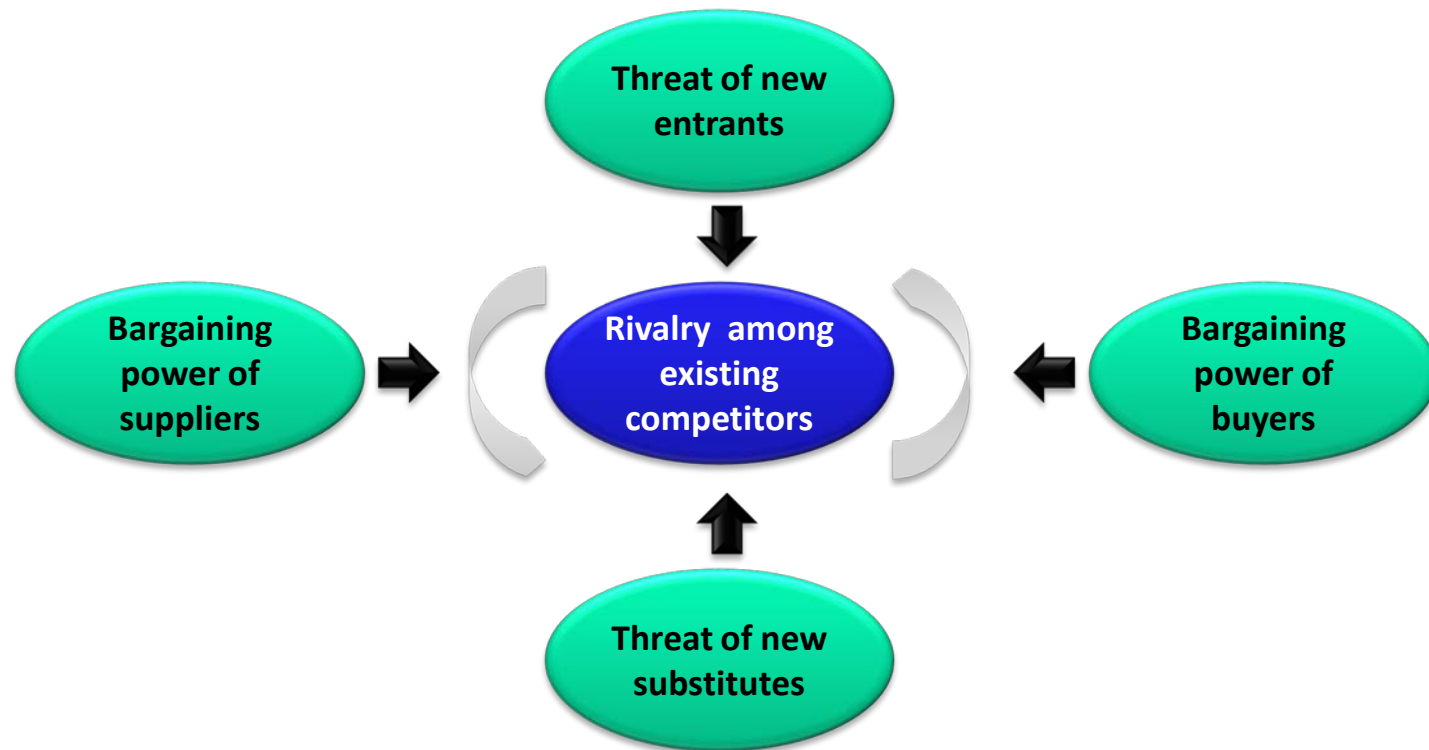 Threat of new
entrants
Bargaining
power of
suppliers
Rivalry  among
existing
competitors
Bargaining
power of
buyers
Threat of new
substitutes